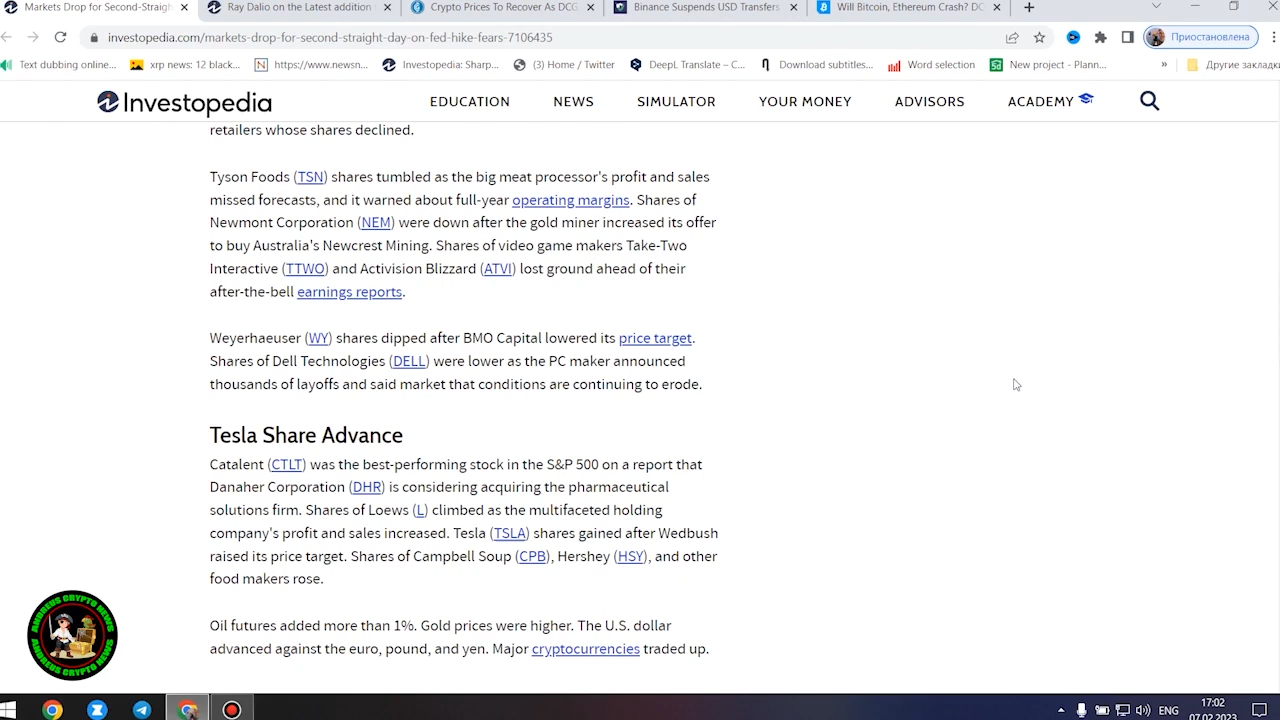 Markets Drop for Second-Straigh
Ray Dalio on the Latest addition
Crypto Prices To Recover As DCG
Binance Suspends USD Transfers
Will Bitcoin, Ethereum Crash? DC
investopedia.com/markets-drop-for-second-straight-day-on-fed-hike-fears-7106435
Приостановлена
Text dubbing online...
xrp news: 12 black...
https://www.newsn...
Investopedia: Sharp...
(3) Home / Twitter
DeepL Translate – C...
Download subtitles...
Word selection
New project - Plann...
»
Другие закладки
Investopedia
EDUCATION
NEWS
SIMULATOR
YOUR MONEY
ADVISORS
ACADEMY
retailers whose shares declined.
Tyson Foods (TSN) shares tumbled as the big meat processor's profit and sales
missed forecasts, and it warned about full-year operating margins. Shares of
Newmont Corporation (NEM) were down after the gold miner increased its offer
to buy Australia's Newcrest Mining. Shares of video game makers Take-Two
Interactive (TTWO) and Activision Blizzard (ATVI) lost ground ahead of their
after-the-bell earnings reports.
Weyerhaeuser (WY) shares dipped after BMO Capital lowered its price target.
Shares of Dell Technologies (DELL) were lower as the PC maker announced
thousands of layoffs and said market that conditions are continuing to erode.
Tesla Share Advance
Catalent (CTLT) was the best-performing stock in the S&P 500 on a report that
Danaher Corporation (DHR) is considering acquiring the pharmaceutical
solutions firm. Shares of Loews (L) climbed as the multifaceted holding
company's profit and sales increased. Tesla (TSLA) shares gained after Wedbush
raised its price target. Shares of Campbell Soup (CPB), Hershey (HSY), and other
food makers rose.
Oil futures added more than 1%. Gold prices were higher. The U.S. dollar
advanced against the euro, pound, and yen. Major cryptocurrencies traded up.
ANDREUS CRYPTO NEWS
ANDREUS CRYPTO NEWS
ENG
17:02
07.02.2023